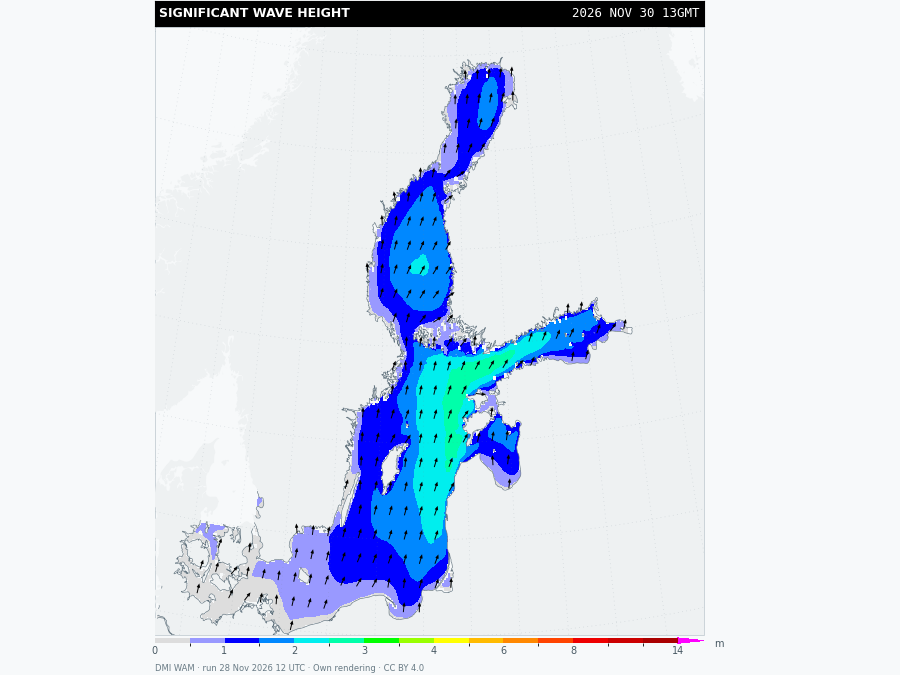 SIGNIFICANT WAVE HEIGHT
2026 NOV 30 13GMT
0 1 2 3 4 6 8 14 m
DMI WAM · run 28 Nov 2026 12 UTC · Own rendering · CC BY 4.0